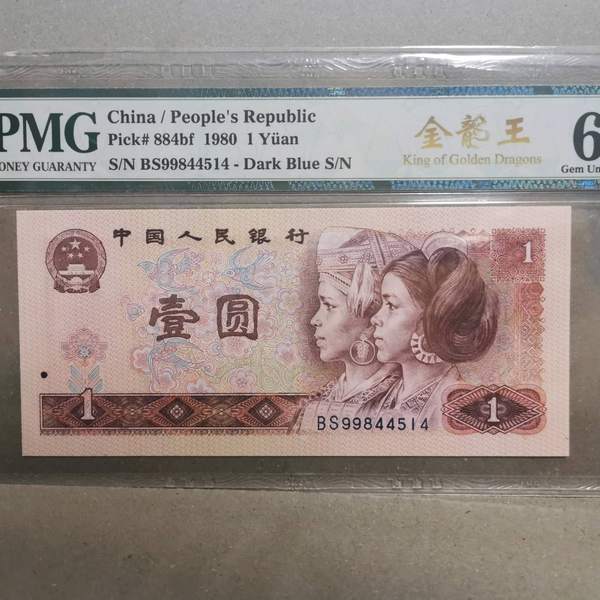 PMG
MONEY GUARANTY
China / People's Republic
Pick# 884bf 1980 1 Yüan
S/N BS99844514 - Dark Blue S/N
金龍王
King of Golden Dragons
6
Gem Un
中国人民银行
1
壹圆
1
1
BS99844514